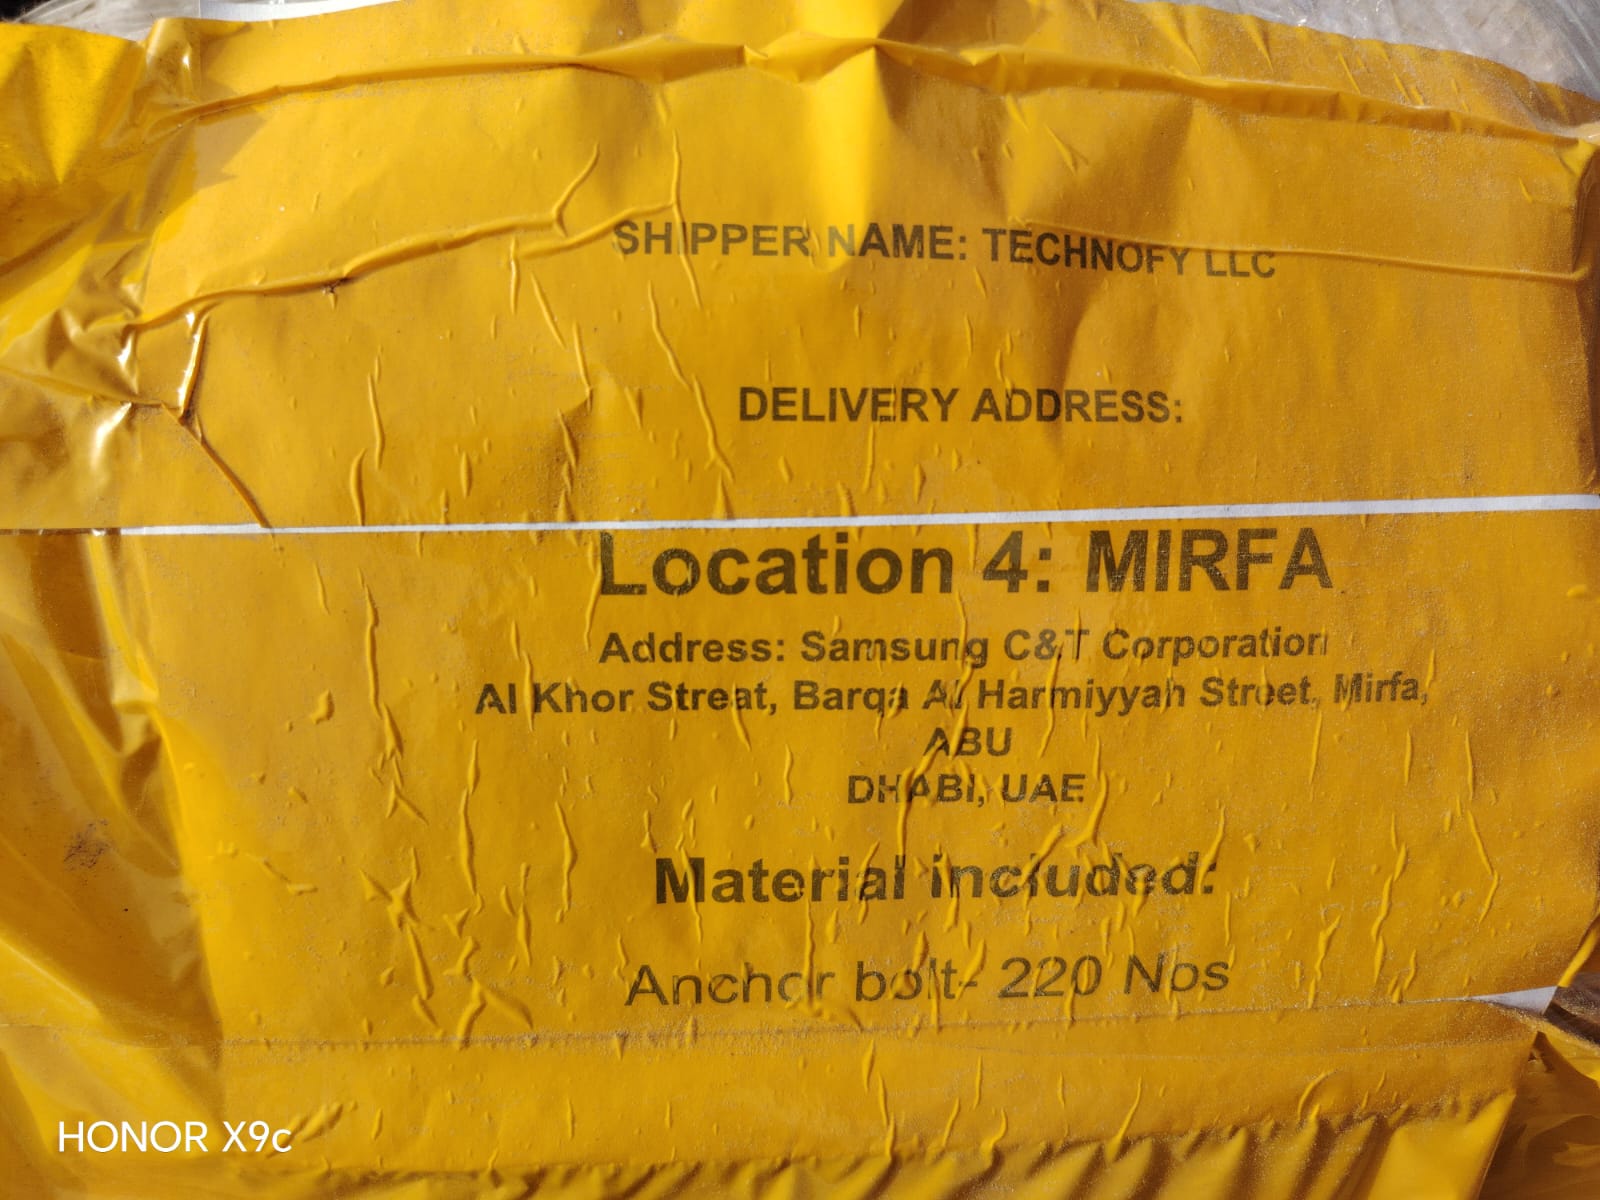 SHIPPER NAME: TECHNOFY LLC
DELIVERY ADDRESS:
Location 4: MIRFA
Address: Samsung C&T Corporation
Al Khor Streat, Barqa Al Harmiyyah Street, Mirfa,
ABU
DHABI, UAE
Material included:
Anchor bolt- 220 Nos
HONOR X9c